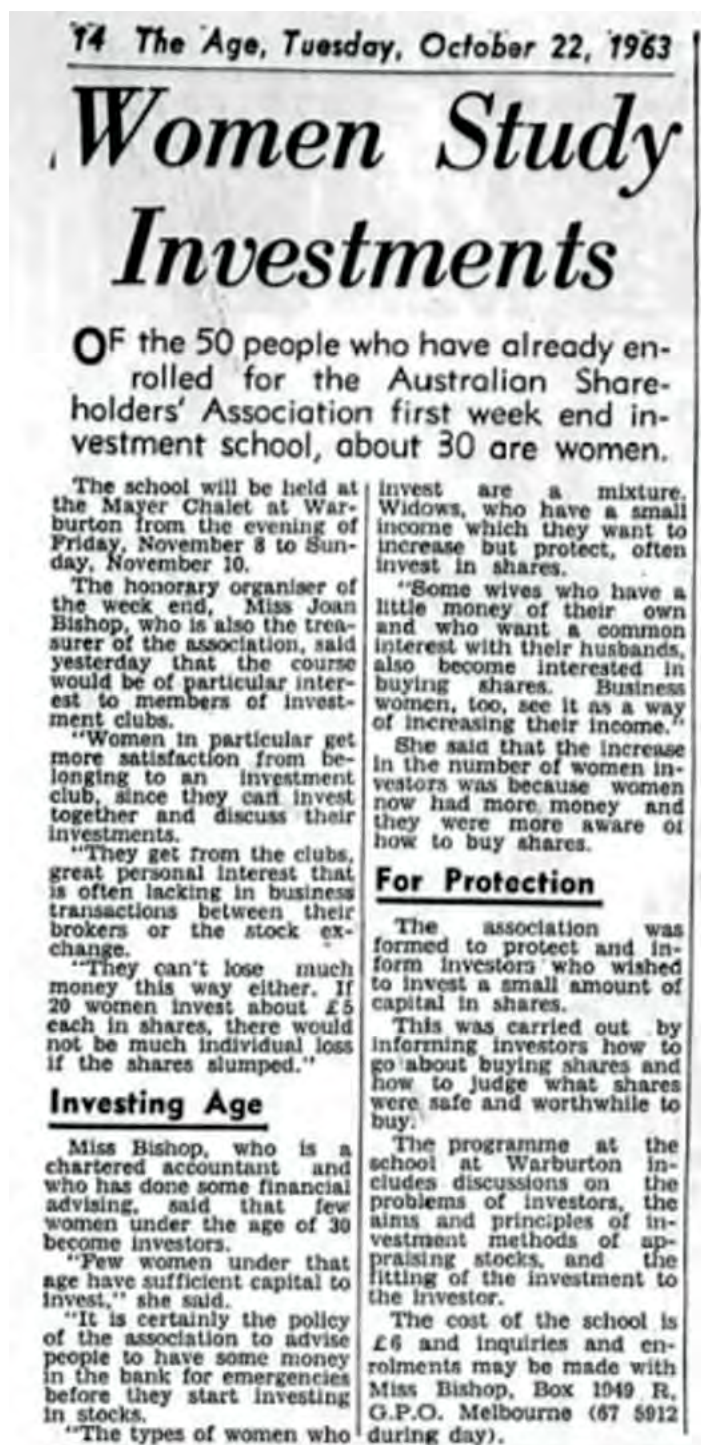 14 The Age, Tuesday, October 22, 1963
Women Study
Investments
OF the 50 people who have already en-
rolled for the Australian Share-
holders' Association first week end in-
vestment school, about 30 are women.
The school will be held at
the Mayer Chalet at War-
burton from the evening of
Friday, November 8 to Sun-
day, November 10.
The honorary organiser of
the week end, Miss Joan
Bishop, who is also the trea-
surer of the association, said
yesterday that the course
would be of particular inter-
est to members of invest-
ment clubs.
"Women in particular get
more satisfaction from be-
longing to an investment
club, since they can invest
together and discuss their
investments.
"They get from the clubs,
great personal interest that
is often lacking in business
transactions between their
brokers or the stock ex-
change.
"They can't lose much
money this way either. If
20 women invest about £5
each in shares, there would
not be much individual loss
if the shares slumped."
Investing Age
Miss Bishop, who is a
chartered accountant and
who has done some financial
advising, said that few
women under the age of 30
become investors.
"Few women under that
age have sufficient capital to
invest," she said.
"It is certainly the policy
of the association to advise
people to have some money
in the bank for emergencies
before they start investing
in stocks.
"The types of women who
invest are a mixture.
Widows, who have a small
income which they want to
increase but protect, often
invest in shares.
"Some wives who have a
little money of their own
and who want a common
interest with their husbands,
also become interested in
buying shares. Business
women, too, see it as a way
of increasing their income."
She said that the increase
in the number of women in-
vestors was because women
now had more money and
they were more aware of
how to buy shares.
For Protection
The association was
formed to protect and in-
form investors who wished
to invest a small amount of
capital in shares.
This was carried out by
informing investors how to
go about buying shares and
how to judge what shares
were safe and worthwhile to
buy.
The programme at the
school at Warburton in-
cludes discussions on the
problems of investors, the
aims and principles of in-
vestment methods of ap-
praising stocks, and the
fitting of the investment to
the investor.
The cost of the school is
£6 and inquiries and en-
rolments may be made with
Miss Bishop, Box 1949 R,
G.P.O. Melbourne (67 5912
during day).